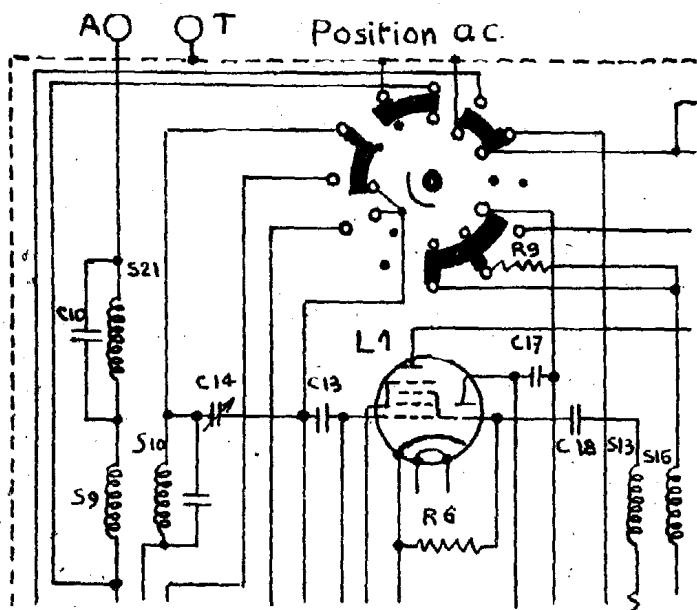 A T Position a c.
S21
R9
C10
L1
C17
C14
C13
S10
C18
S13
S16
S9
R6